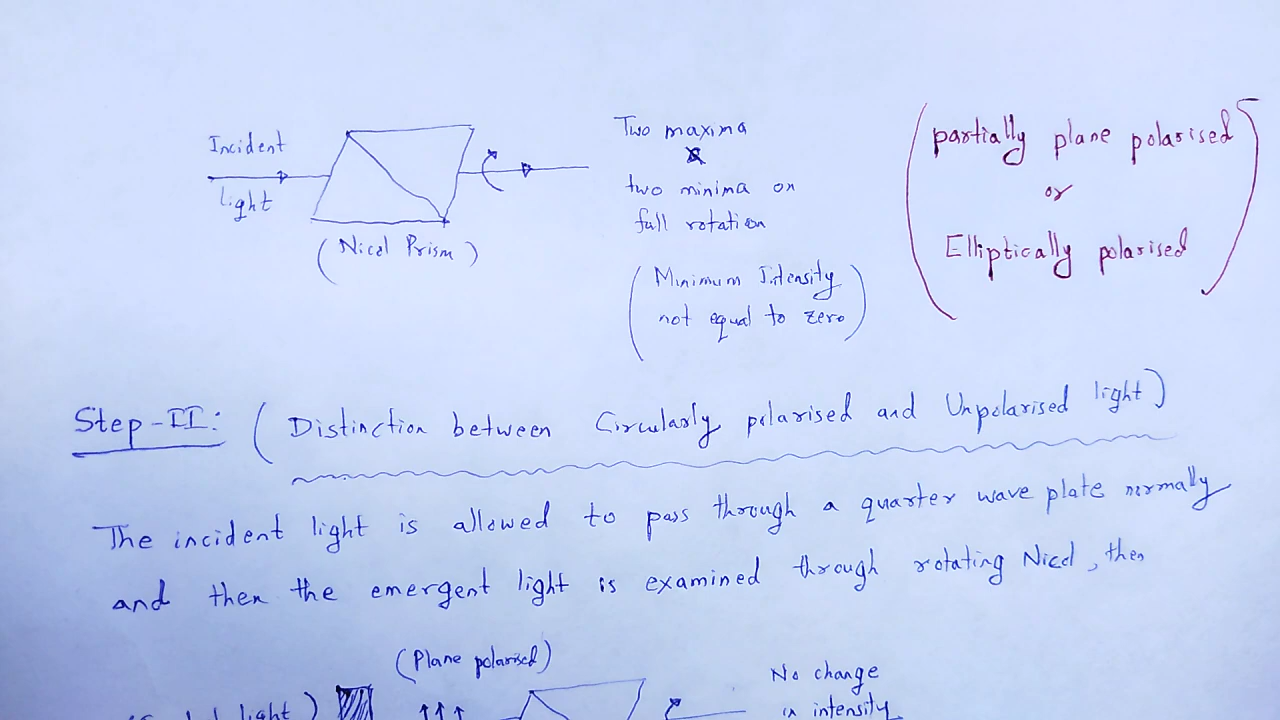 Incident
light
(Nicol Prism)
Two maxima
&
two minima on
full rotation
(Minimum Intensity
not equal to zero)
(partially plane polarised
or
Elliptically polarised)
Step-II: (Distinction between Circularly polarised and Unpolarised light)
The incident light is allowed to pass through a quarter wave plate normally
and then the emergent light is examined through rotating Nicol, then
(Plane polarised)
No change
in intensity
light)